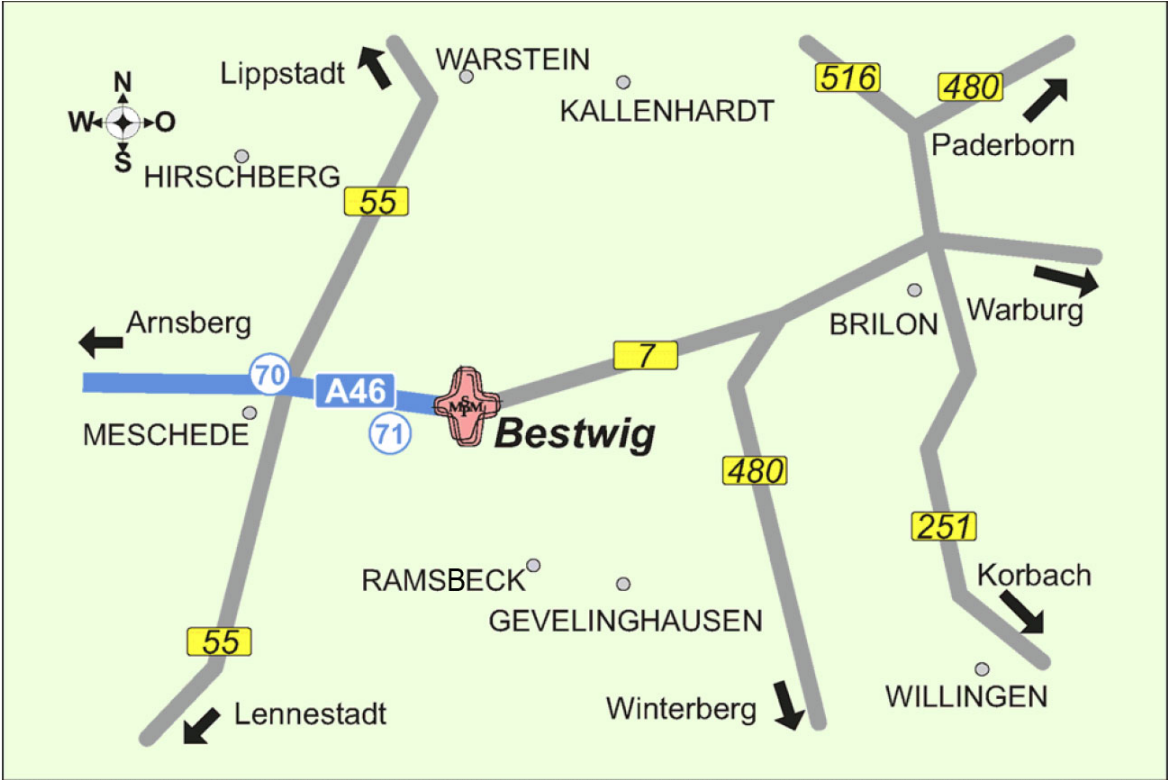 WARSTEIN
Lippstadt
516
480
N
KALLENHARDT
W
O
Paderborn
S
HIRSCHBERG
55
Arnsberg
Warburg
BRILON
7
70
A46
SMTM
MESCHEDE
71
Bestwig
480
251
Korbach
RAMSBECK
GEVELINGHAUSEN
55
WILLINGEN
Winterberg
Lennestadt